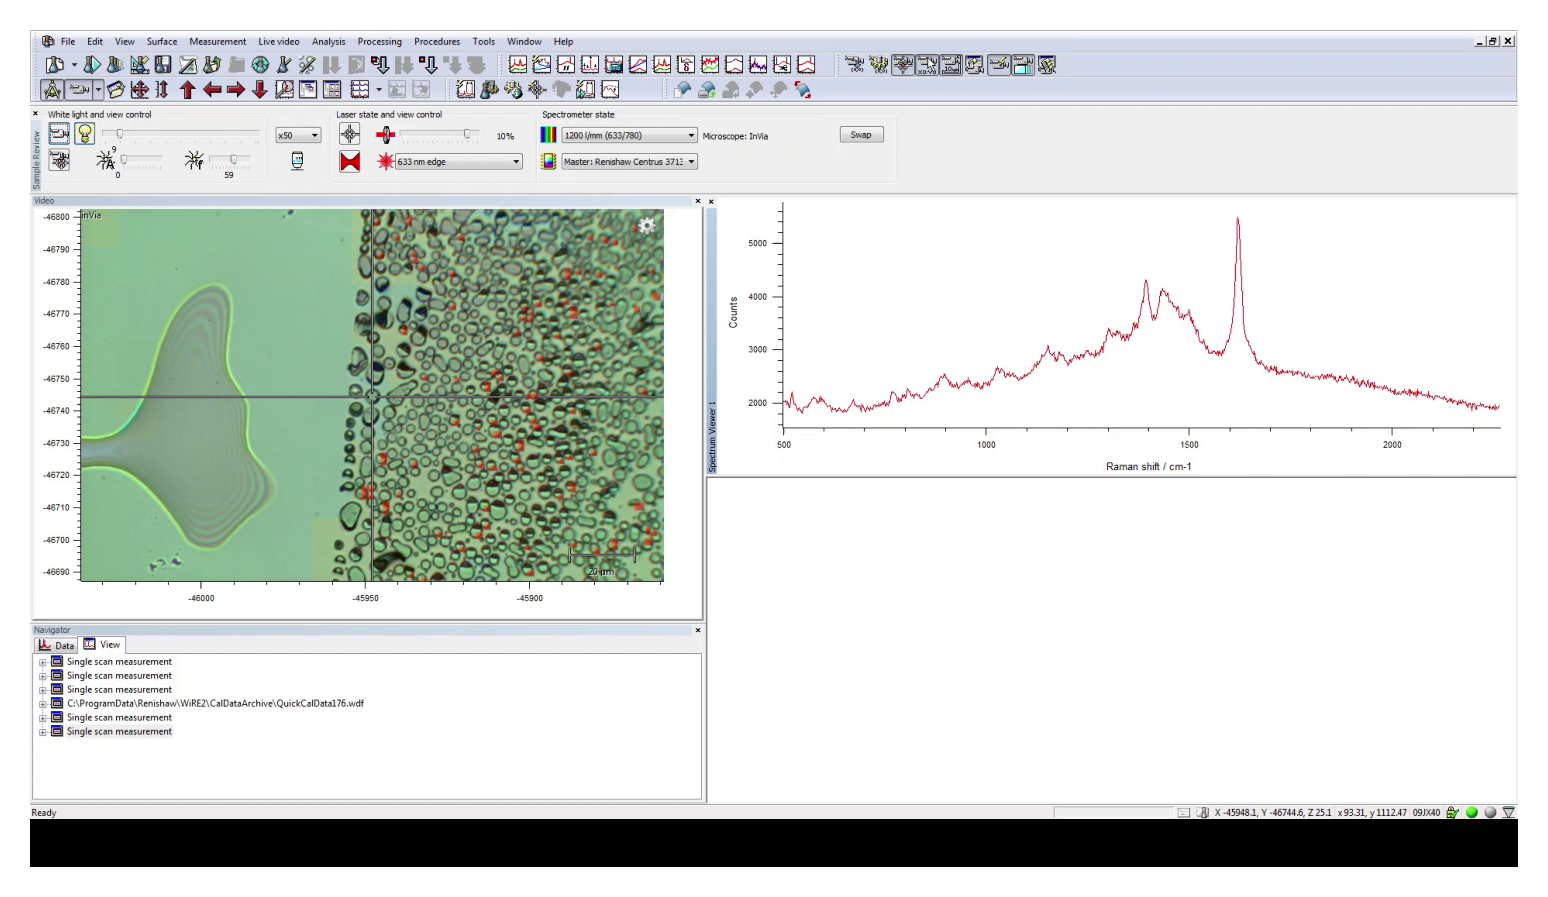 File Edit View Surface Measurement Live video Analysis Processing Procedures Tools Window Help
White light and view control
Laser state and view control
Spectrometer state
Sample Review
x50
10%
1200 l/mm (633/780)
Microscope: InVia
Swap
9
0
59
633 nm edge
Master: Renishaw Centrus 3713
Video
inVia
-46800
-46790
-46780
-46770
-46760
-46750
-46740
-46730
-46720
-46710
-46700
-46690
20 µm
-46000 -45950 -45900
Spectrum Viewer 1
Counts
5000
4000
3000
2000
500 1000 1500 2000
Raman shift / cm-1
Navigator
Data View
Single scan measurement
Single scan measurement
Single scan measurement
C:\ProgramData\Renishaw\WiRE2\CalDataArchive\QuickCalData176.wdf
Single scan measurement
Single scan measurement
Ready
X -45948.1, Y -46744.6, Z 25.1 x 93.31, y 1112.47 09JX40